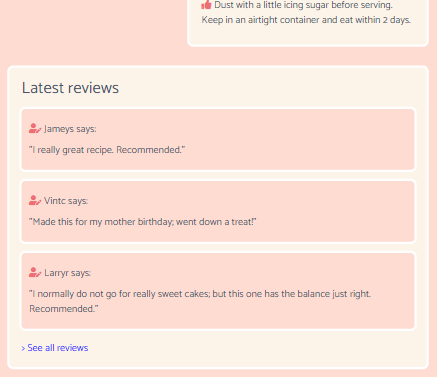 Dust with a little icing sugar before serving.
Keep in an airtight container and eat within 2 days.
Latest reviews
Jameys says:
"I really great recipe. Recommended."
Vintc says:
"Made this for my mother birthday; went down a treat!"
Larryr says:
"I normally do not go for really sweet cakes; but this one has the balance just right.
Recommended."
> See all reviews